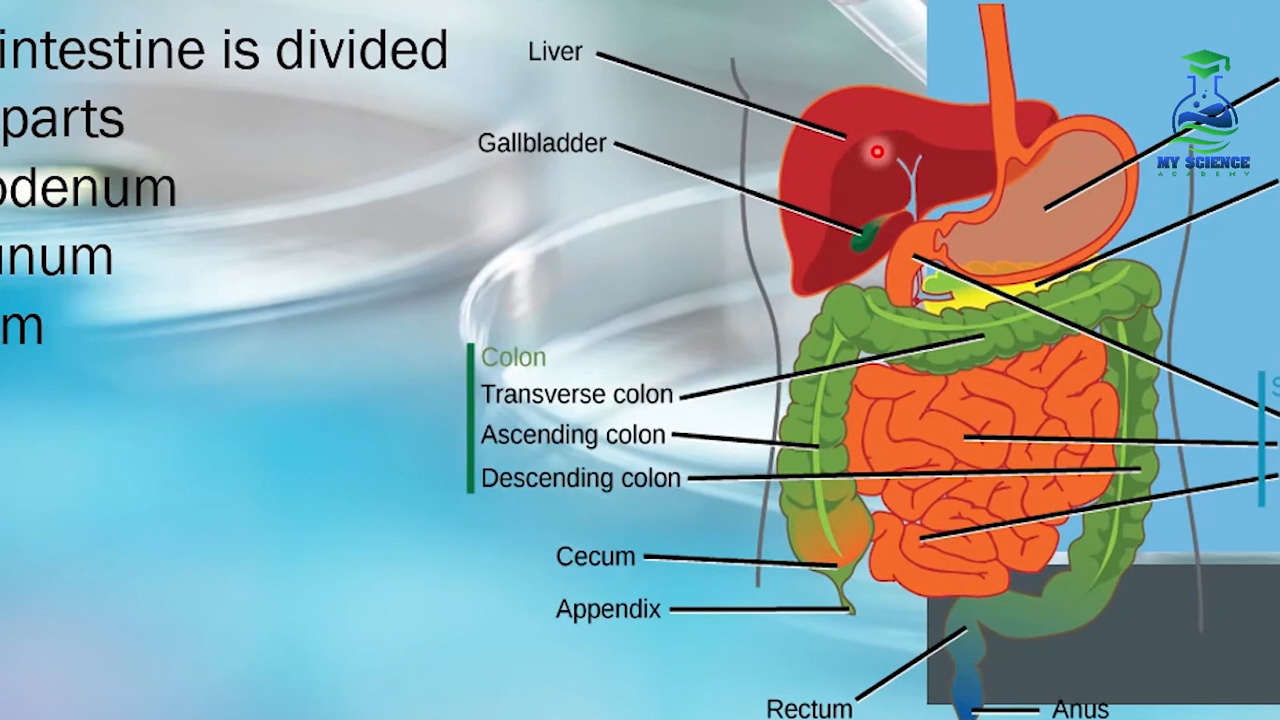 intestine is divided
parts
odenum
unum
m
Liver
Gallbladder
Colon
Transverse colon
Ascending colon
Descending colon
Cecum
Appendix
Rectum
Anus
S
MY SCIENCE
ACADEMY